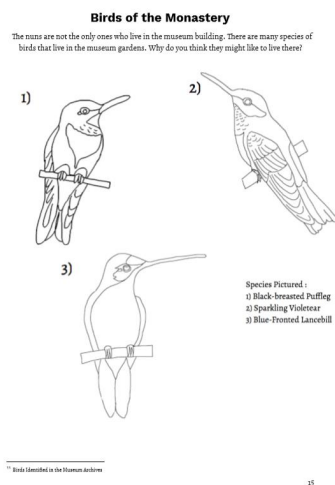 Birds of the Monastery
The nuns are not the only ones who live in the museum building. There are many species of
birds that live in the museum gardens. Why do you think they might like to live there?
1)
2)
3)
Species Pictured :
1) Black-breasted Puffleg
2) Sparkling Violetear
3) Blue-Fronted Lancebill
Birds Identified in the Museum Archives
15